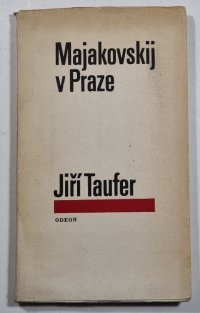 Majakovskij
v Praze
Jiří Taufer
ODEON